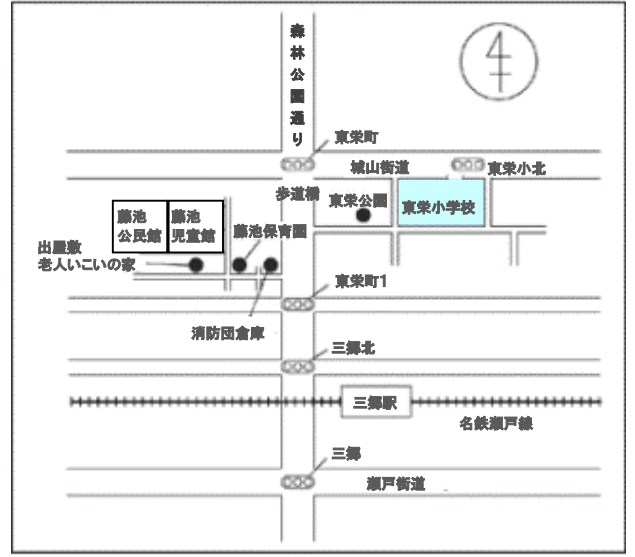 森林公園通り
東栄町
城山街道
東栄小北
歩道橋
東栄公園
東栄小学校
藤池
公民館
藤池
児童館
藤池保育園
出屋敷
老人いこいの家
消防団倉庫
東栄町1
三郷北
三郷駅
名鉄瀬戸線
三郷
瀬戸街道